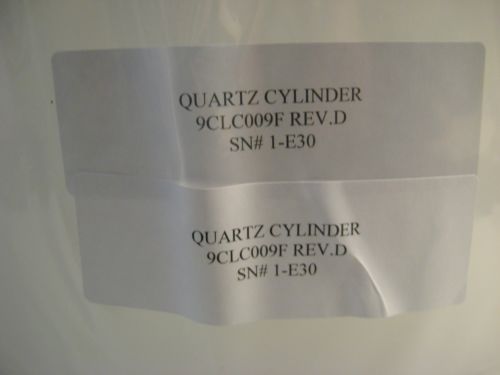 QUARTZ CYLINDER
9CLC009F REV.D
SN# 1-E30
QUARTZ CYLINDER
9CLC009F REV.D
SN# 1-E30